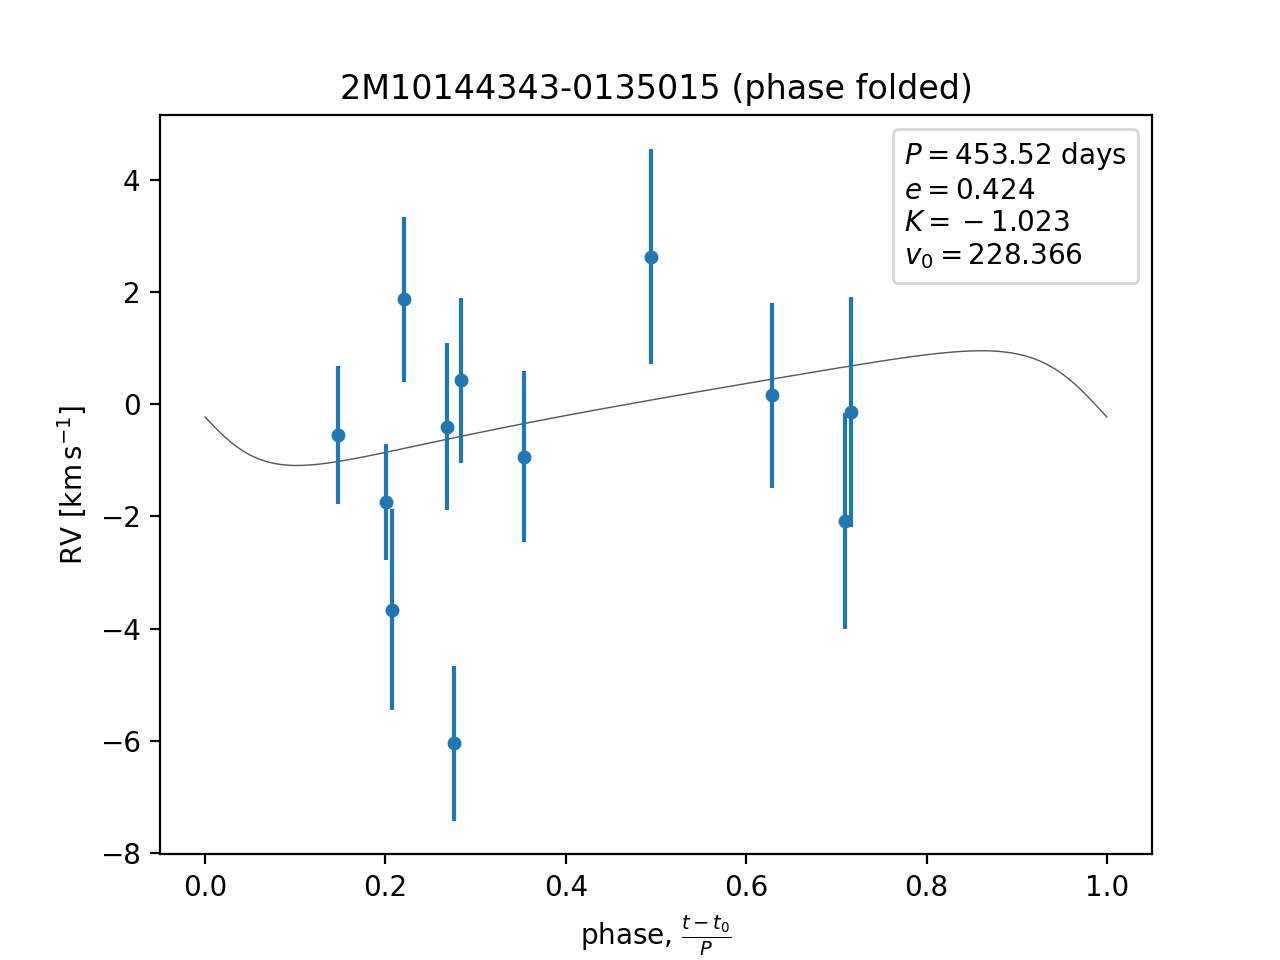 2M10144343-0135015 (phase folded)
P = 453.52 days
e = 0.424
K = −1.023
v₀ = 228.366
RV [km s⁻¹]
4
2
0
−2
−4
−6
−8
0.0 0.2 0.4 0.6 0.8 1.0
phase, (t − t₀)/P